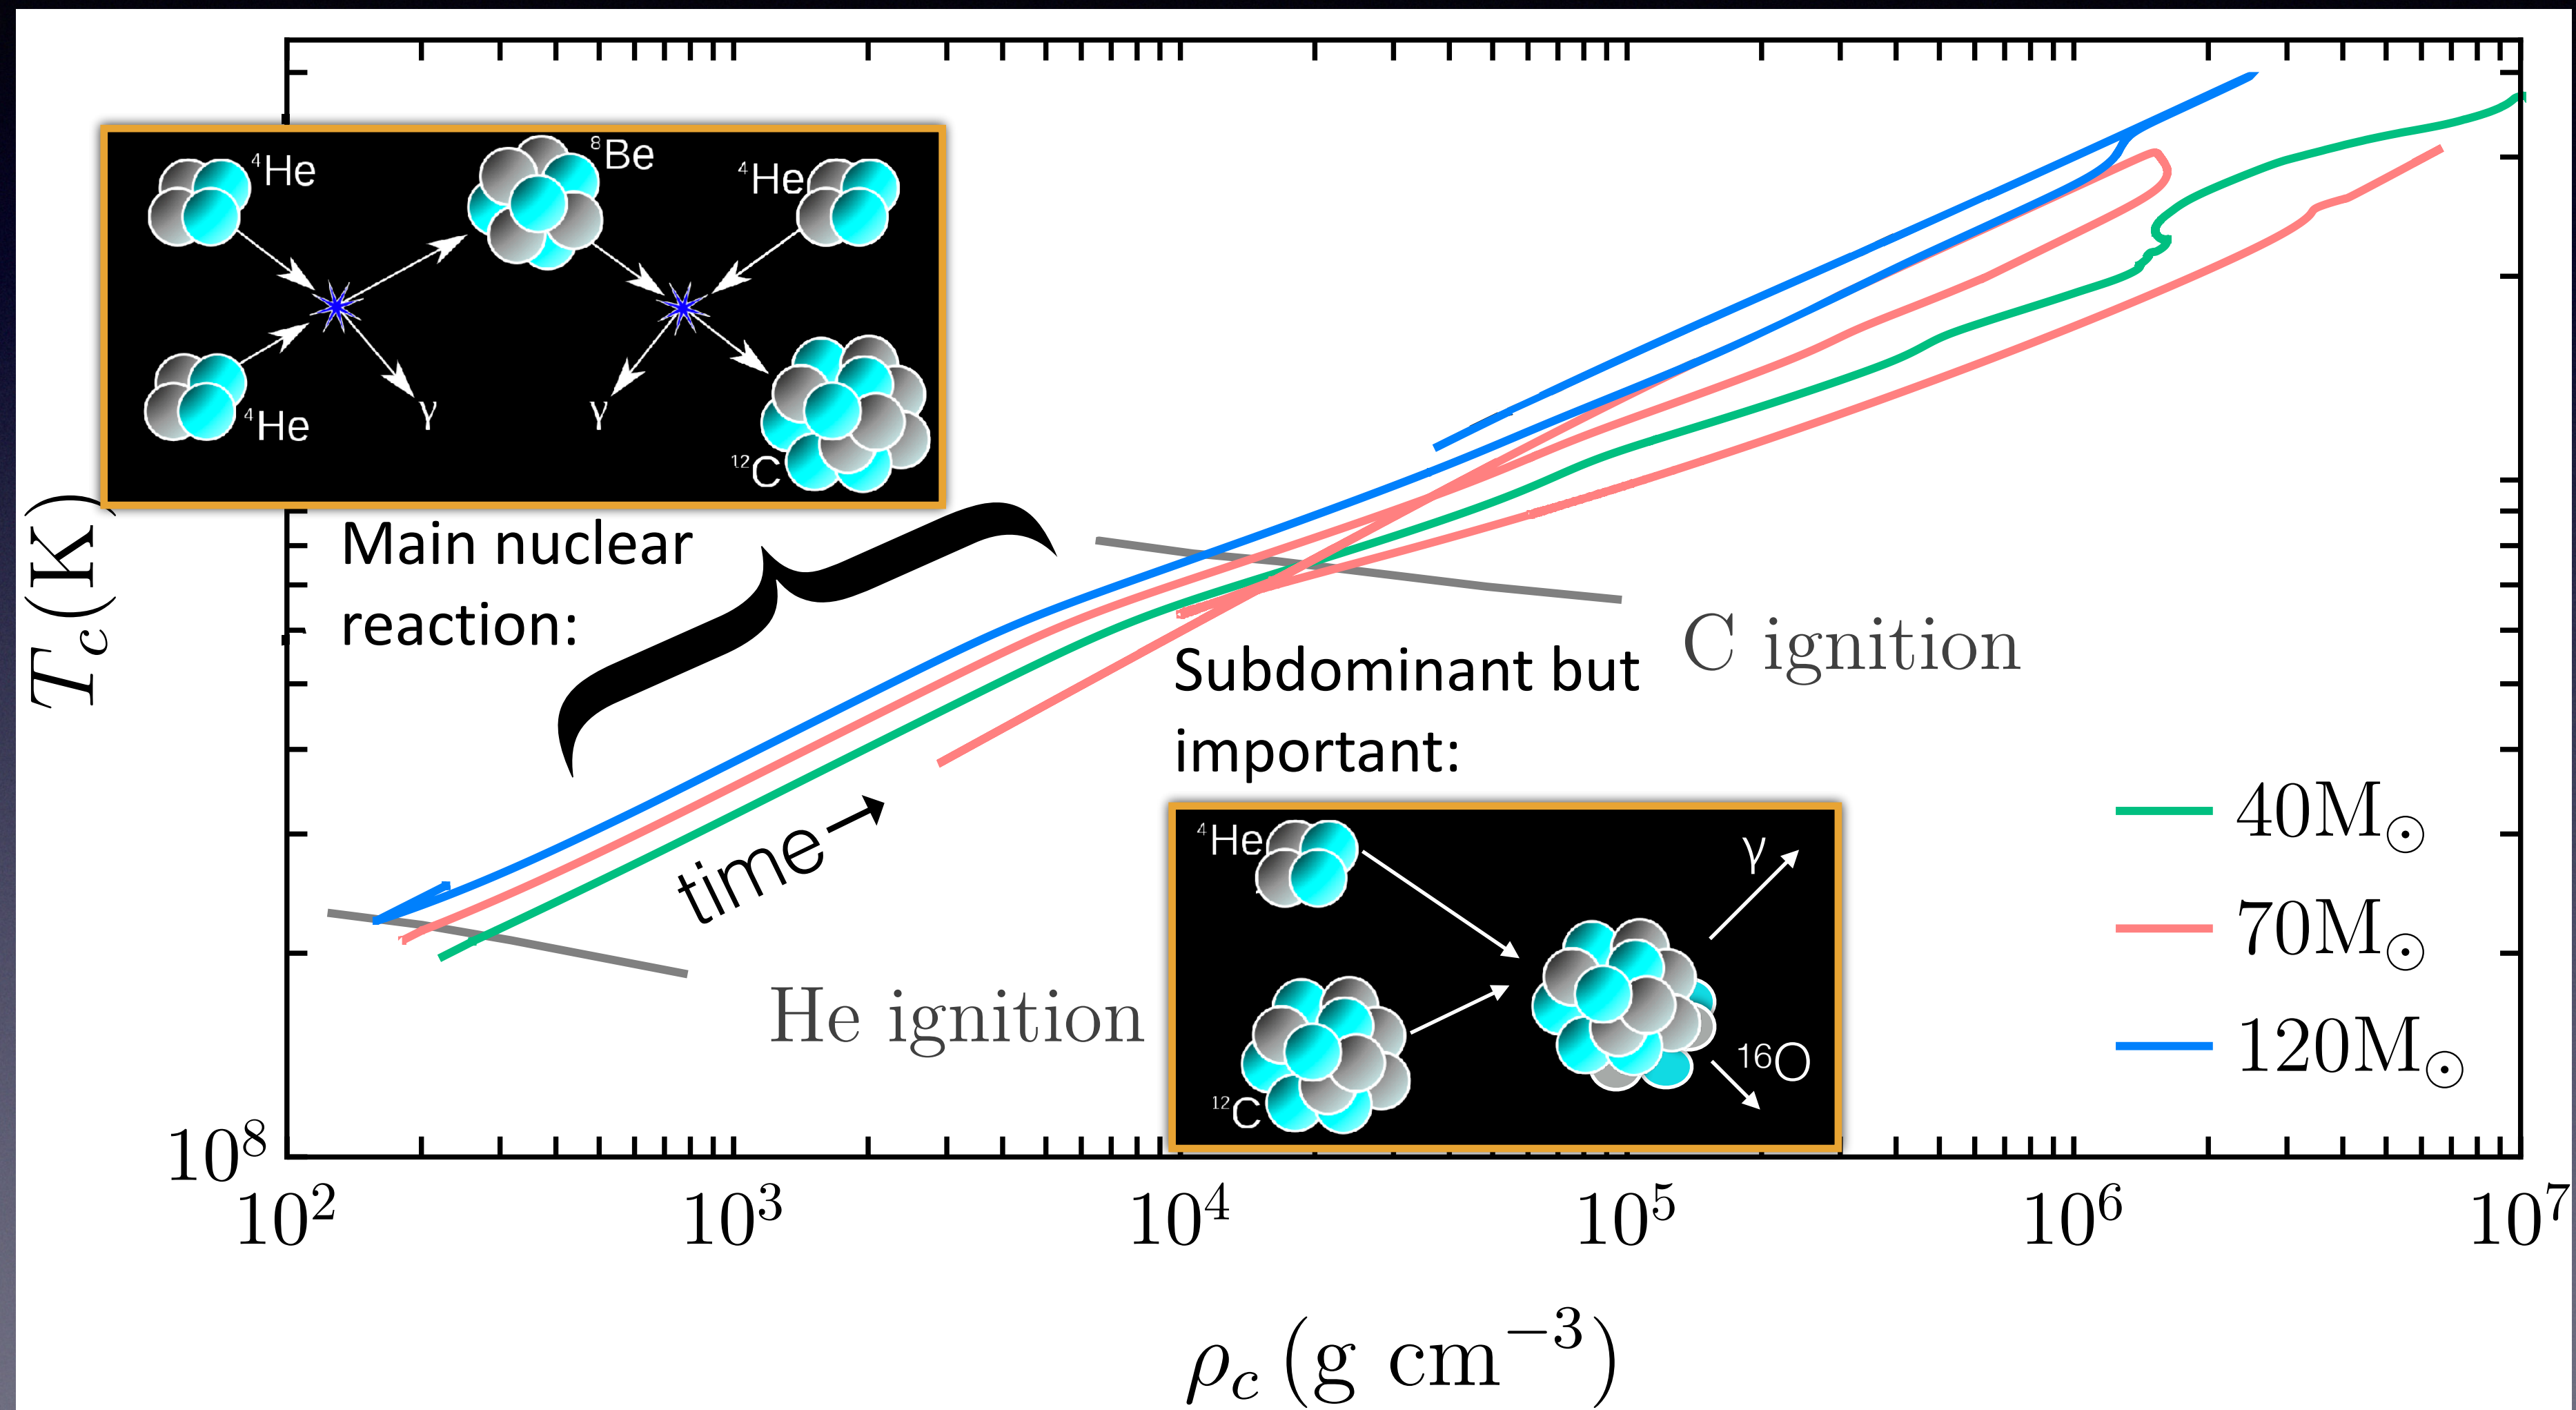 ⁴He
⁸Be
⁴He
⁴He
γ
γ
¹²C
Main nuclear
reaction:
T_c(K)
C ignition
Subdominant but
important:
time→
He ignition
⁴He
γ
¹⁶O
¹²C
40M☉
70M☉
120M☉
10⁸
10² 10³ 10⁴ 10⁵ 10⁶ 10⁷
ρ_c (g cm⁻³)